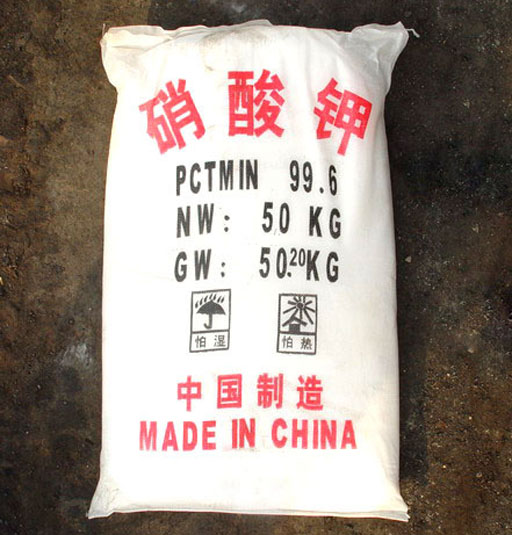 硝酸钾
PCTMIN 99.6
NW: 50 KG
GW: 50.20KG
怕湿 怕热
中国制造
MADE IN CHINA